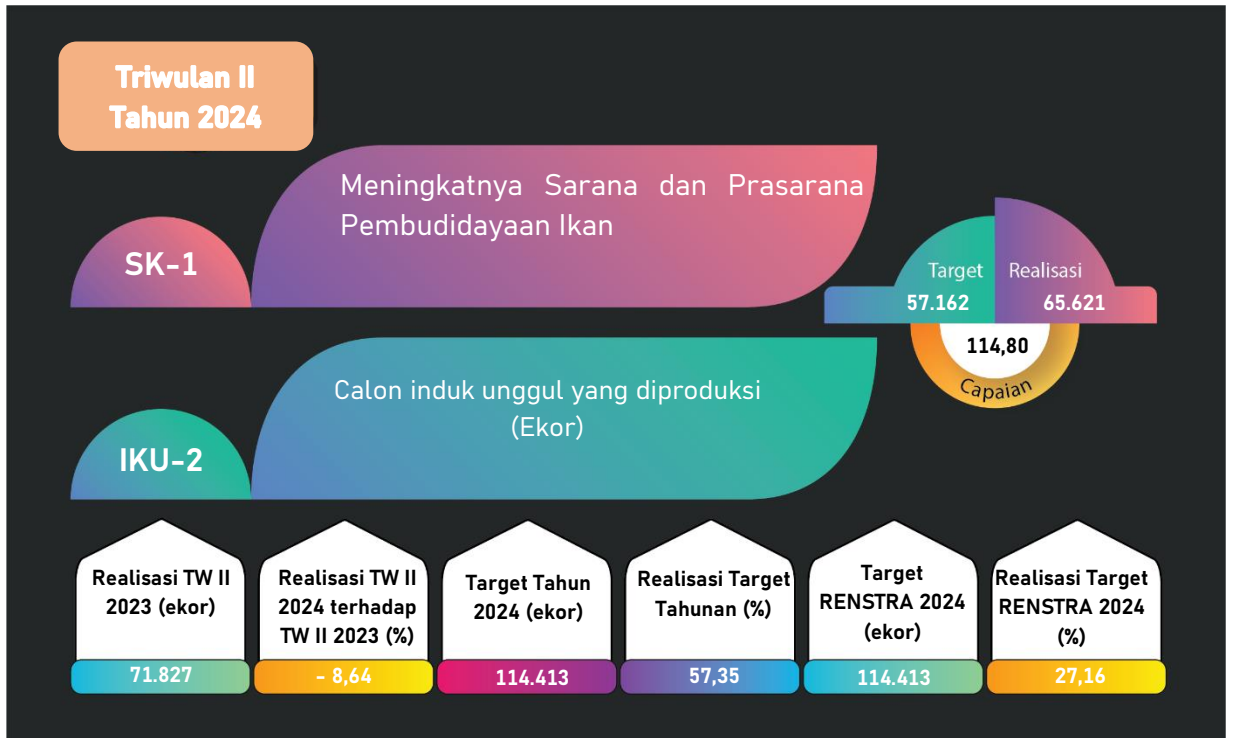 Triwulan II
Tahun 2024
Meningkatnya Sarana dan Prasarana
Pembudidayaan Ikan
SK-1
Target
Realisasi
57.162
65.621
114,80
Capaian
Calon induk unggul yang diproduksi
(Ekor)
IKU-2
Realisasi TW II
2023 (ekor)
71.827
Realisasi TW II
2024 terhadap
TW II 2023 (%)
- 8,64
Target Tahun
2024 (ekor)
114.413
Realisasi Target
Tahunan (%)
57,35
Target
RENSTRA 2024
(ekor)
114.413
Realisasi Target
RENSTRA 2024
(%)
27,16